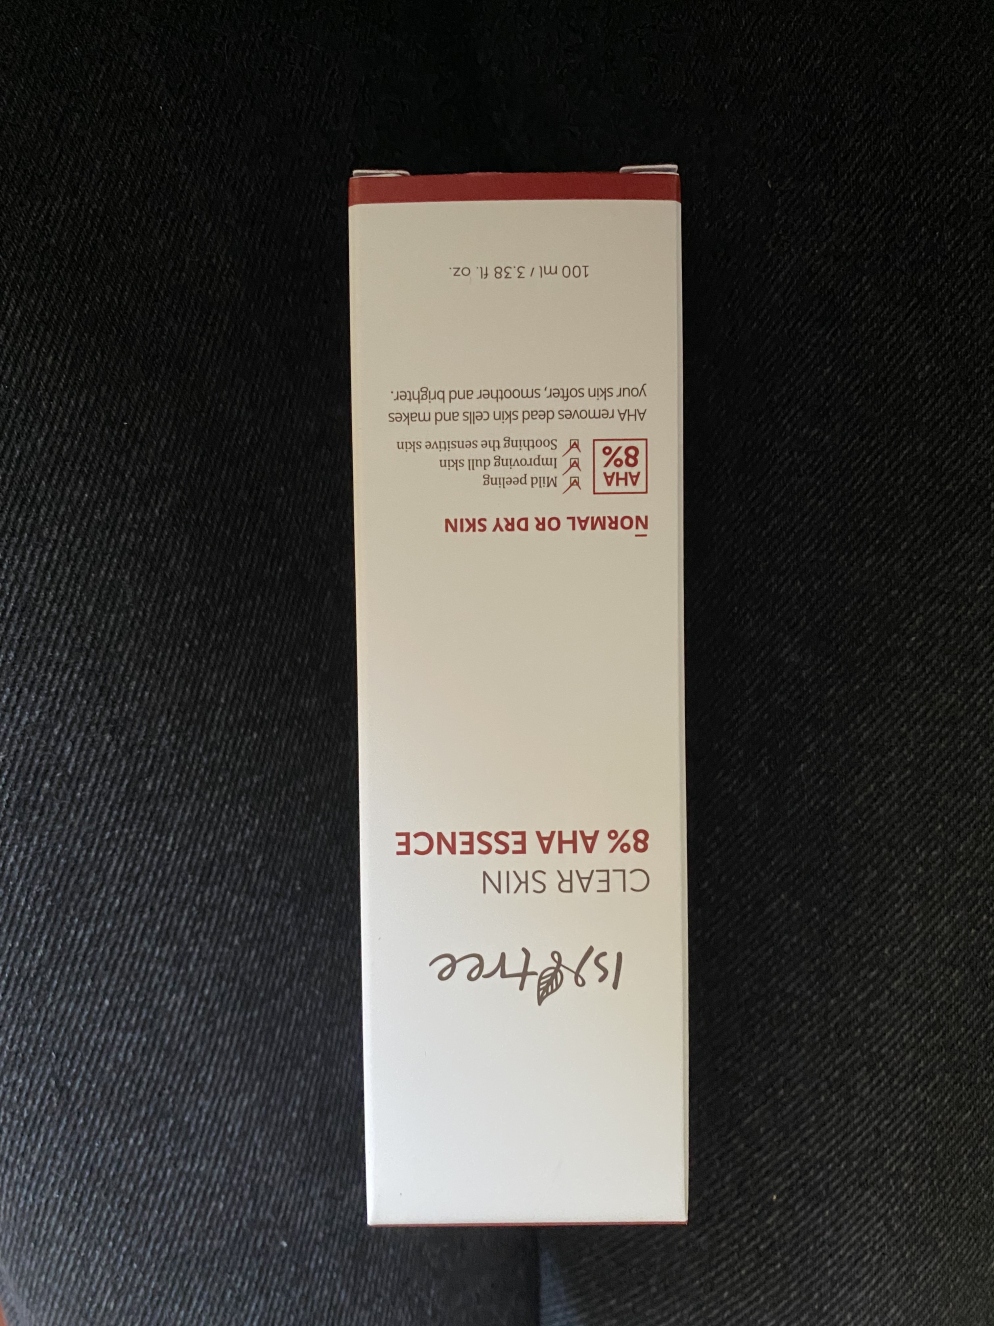 Isntree
CLEAR SKIN
8% AHA ESSENCE
NORMAL OR DRY SKIN
AHA
8%
Mild peeling
Improving dull skin
Soothing the sensitive skin
AHA removes dead skin cells and makes
your skin softer, smoother and brighter.
100 ml / 3.38 fl. oz.